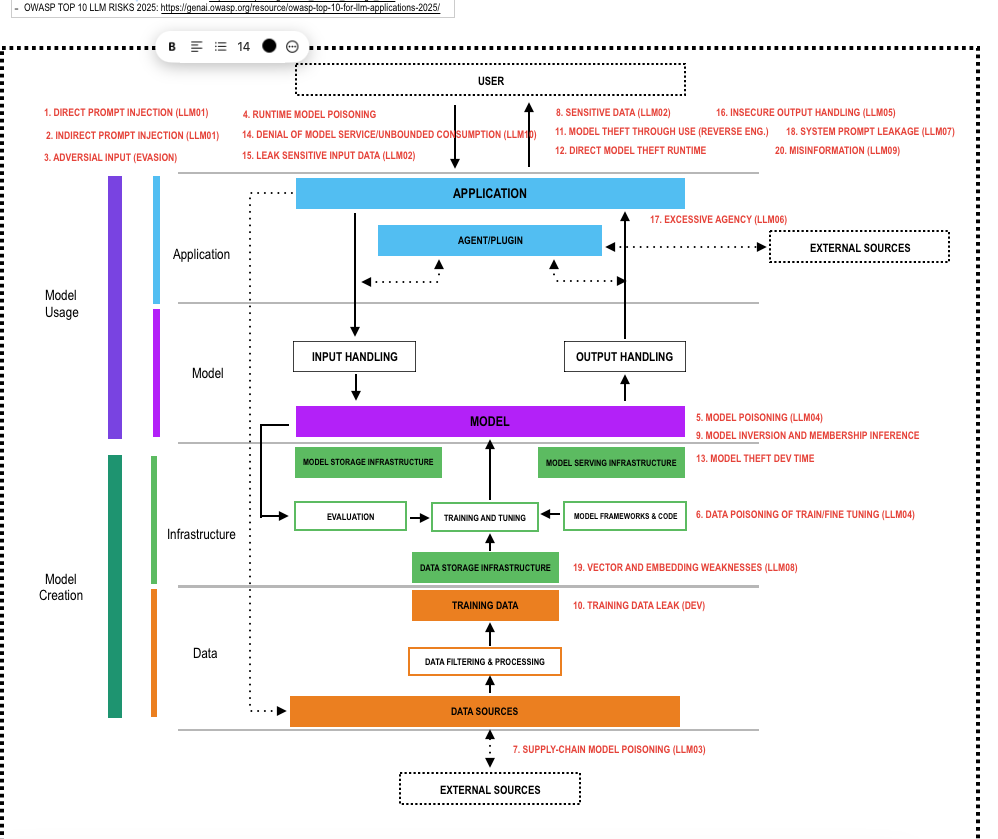 - OWASP TOP 10 LLM RISKS 2025: https://genai.owasp.org/resource/owasp-top-10-for-llm-applications-2025/
B 14
USER
1. DIRECT PROMPT INJECTION (LLM01)
2. INDIRECT PROMPT INJECTION (LLM01)
3. ADVERSIAL INPUT (EVASION)
4. RUNTIME MODEL POISONING
14. DENIAL OF MODEL SERVICE/UNBOUNDED CONSUMPTION (LLM10)
15. LEAK SENSITIVE INPUT DATA (LLM02)
8. SENSITIVE DATA (LLM02)
11. MODEL THEFT THROUGH USE (REVERSE ENG.)
12. DIRECT MODEL THEFT RUNTIME
16. INSECURE OUTPUT HANDLING (LLM05)
18. SYSTEM PROMPT LEAKAGE (LLM07)
20. MISINFORMATION (LLM09)
APPLICATION
17. EXCESSIVE AGENCY (LLM06)
AGENT/PLUGIN
EXTERNAL SOURCES
Application
Model
Usage
INPUT HANDLING
OUTPUT HANDLING
Model
MODEL
5. MODEL POISONING (LLM04)
9. MODEL INVERSION AND MEMBERSHIP INFERENCE
MODEL STORAGE INFRASTRUCTURE
MODEL SERVING INFRASTRUCTURE
13. MODEL THEFT DEV TIME
EVALUATION
TRAINING AND TUNING
MODEL FRAMEWORKS & CODE
6. DATA POISONING OF TRAIN/FINE TUNING (LLM04)
Infrastructure
DATA STORAGE INFRASTRUCTURE
19. VECTOR AND EMBEDDING WEAKNESSES (LLM08)
Model
Creation
TRAINING DATA
10. TRAINING DATA LEAK (DEV)
Data
DATA FILTERING & PROCESSING
DATA SOURCES
7. SUPPLY-CHAIN MODEL POISONING (LLM03)
EXTERNAL SOURCES